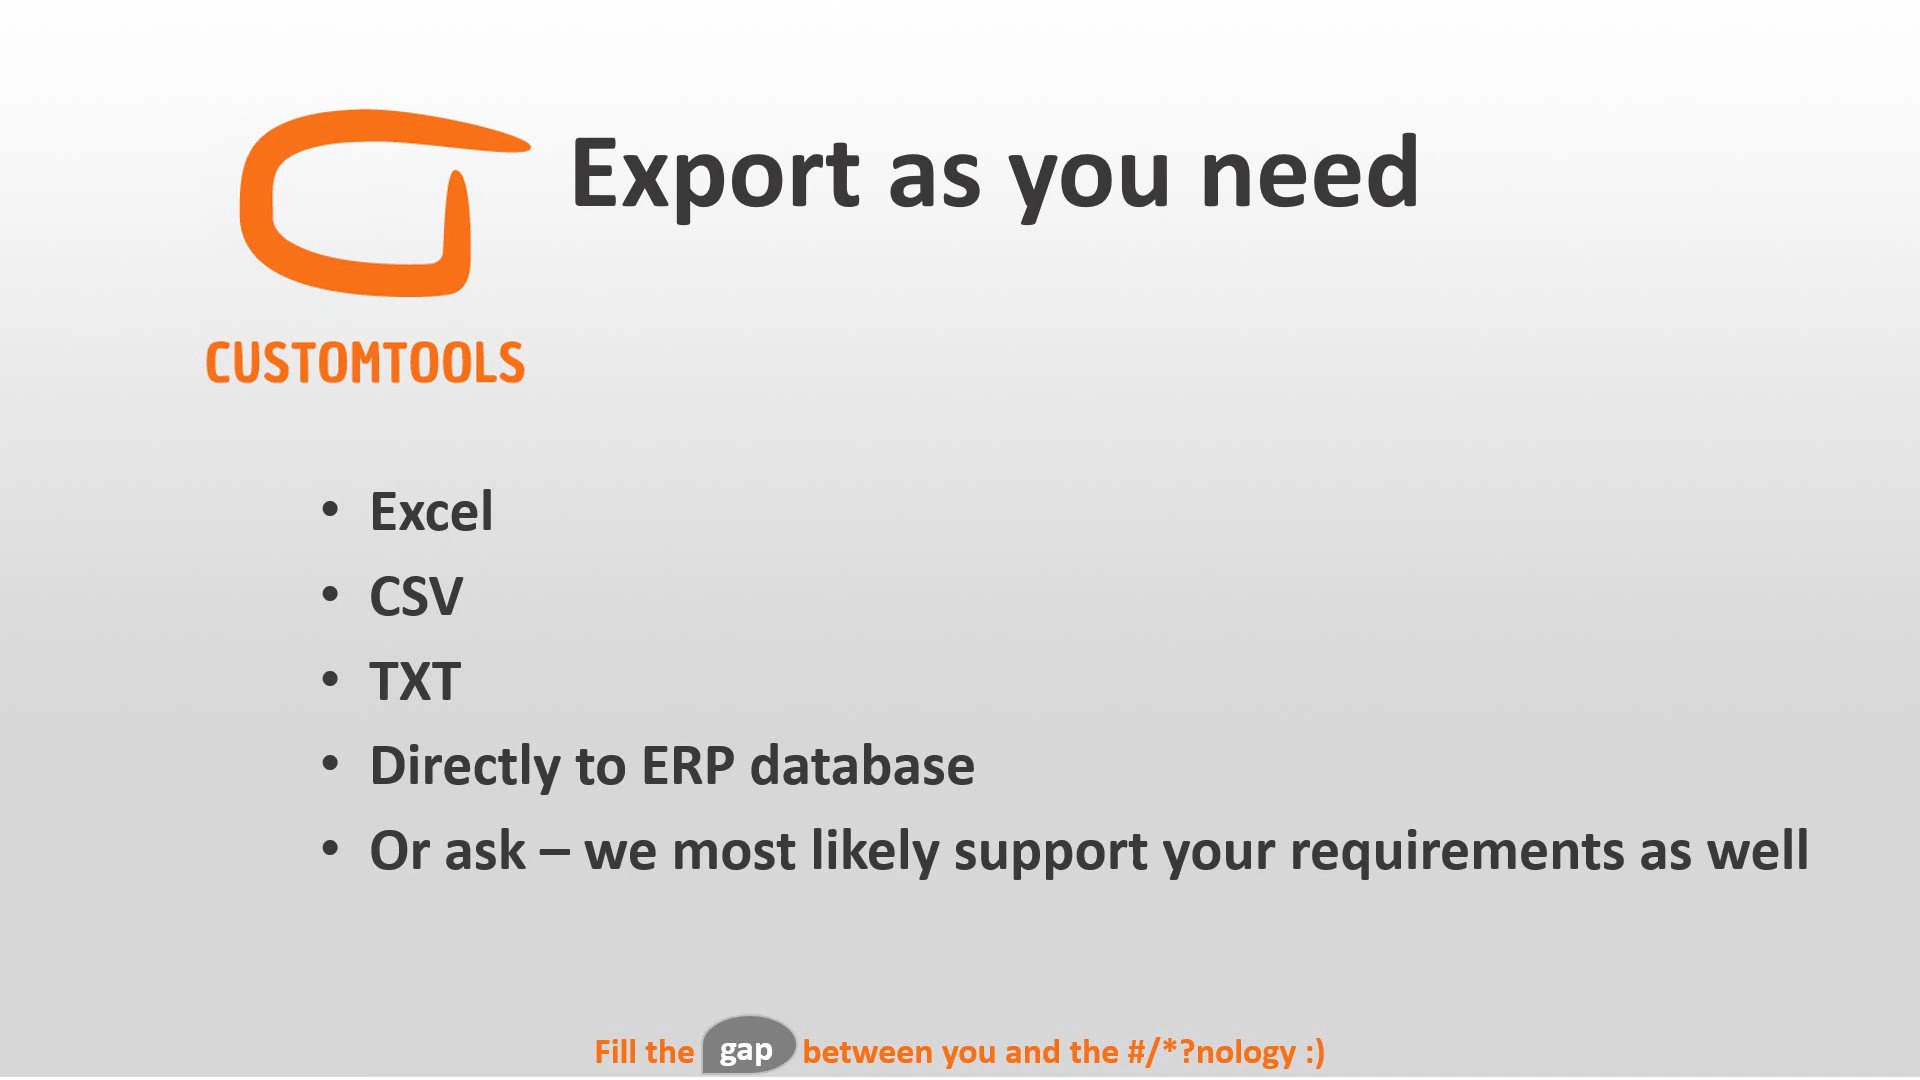 Export as you need
CUSTOMTOOLS
• Excel
• CSV
• TXT
• Directly to ERP database
• Or ask – we most likely support your requirements as well
Fill the gap between you and the #/*?nology :)